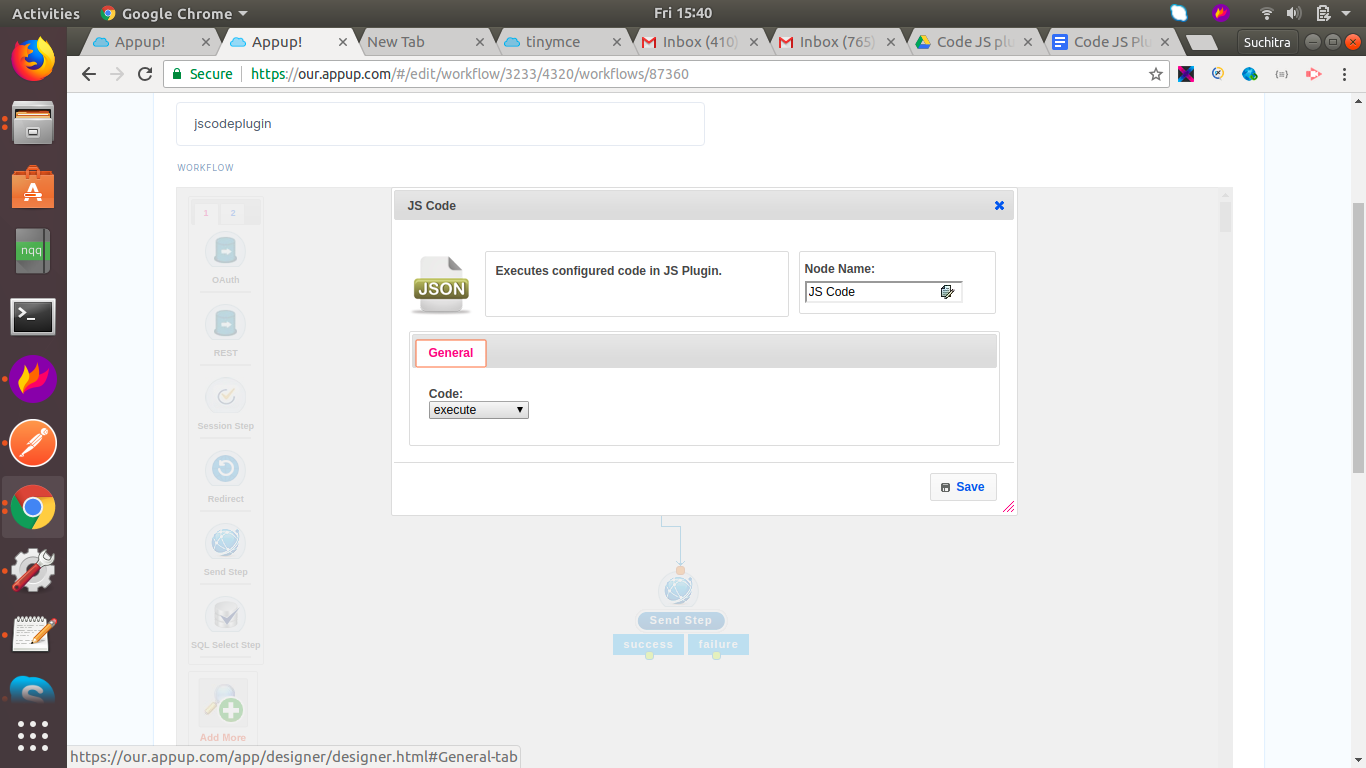 Activities Google Chrome Fri 15:40
Appup! Appup! New Tab tinymce Inbox (410) Inbox (765) Code JS plu Code JS Plu Suchitra
Secure https://our.appup.com/#/edit/workflow/3233/4320/workflows/87360
jscodeplugin
WORKFLOW
JS Code
1 2
OAuth
REST
Session Step
Redirect
Send Step
SQL Select Step
Add More
JSON
Executes configured code in JS Plugin.
Node Name:
JS Code
General
Code:
execute
Save
Send Step
success failure
nqq
https://our.appup.com/app/designer/designer.html#General-tab